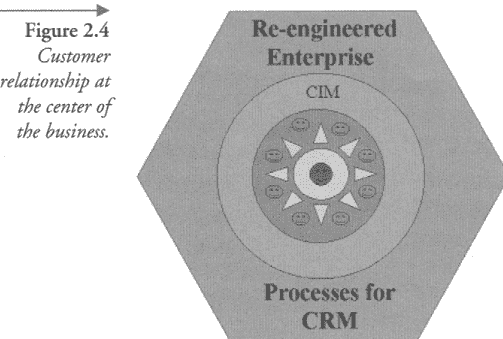 Figure 2.4
Customer
relationship at
the center of
the business.
Re-engineered
Enterprise
CIM
Processes for
CRM